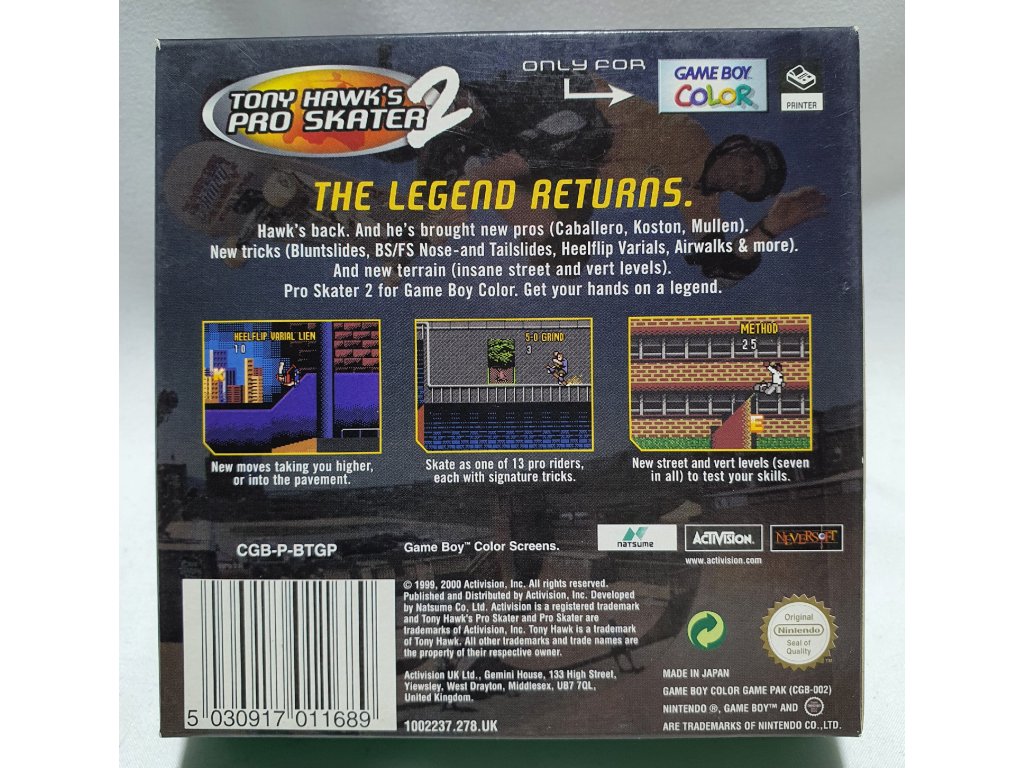 TONY HAWK'S
PRO SKATER 2
ONLY FOR
GAME BOY
COLOR
PRINTER
THE LEGEND RETURNS.
Hawk's back. And he's brought new pros (Caballero, Koston, Mullen).
New tricks (Bluntslides, BS/FS Nose-and Tailslides, Heelflip Varials, Airwalks & more).
And new terrain (insane street and vert levels).
Pro Skater 2 for Game Boy Color. Get your hands on a legend.
HEELFLIP VARIAL LIEN
10
5-0 GRIND
3
METHOD
25
E
New moves taking you higher,
or into the pavement.
Skate as one of 13 pro riders,
each with signature tricks.
New street and vert levels (seven
in all) to test your skills.
CGB-P-BTGP
Game Boy™ Color Screens.
natsume
ACTIVISION.
NEVERSOFT
www.activision.com
© 1999, 2000 Activision, Inc. All rights reserved.
Published and Distributed by Activision, Inc. Developed
by Natsume Co, Ltd. Activision is a registered trademark
and Tony Hawk's Pro Skater and Pro Skater are
trademarks of Activision, Inc. Tony Hawk is a trademark
of Tony Hawk. All other trademarks and trade names are
the property of their respective owner.
Activision UK Ltd., Gemini House, 133 High Street,
Yiewsley, West Drayton, Middlesex, UB7 7QL,
United Kingdom.
1002237.278.UK
5 030917 011689
Original
Nintendo
Seal of
Quality
™
MADE IN JAPAN
GAME BOY COLOR GAME PAK (CGB-002)
NINTENDO ®, GAME BOY™ AND
ARE TRADEMARKS OF NINTENDO CO.,LTD.